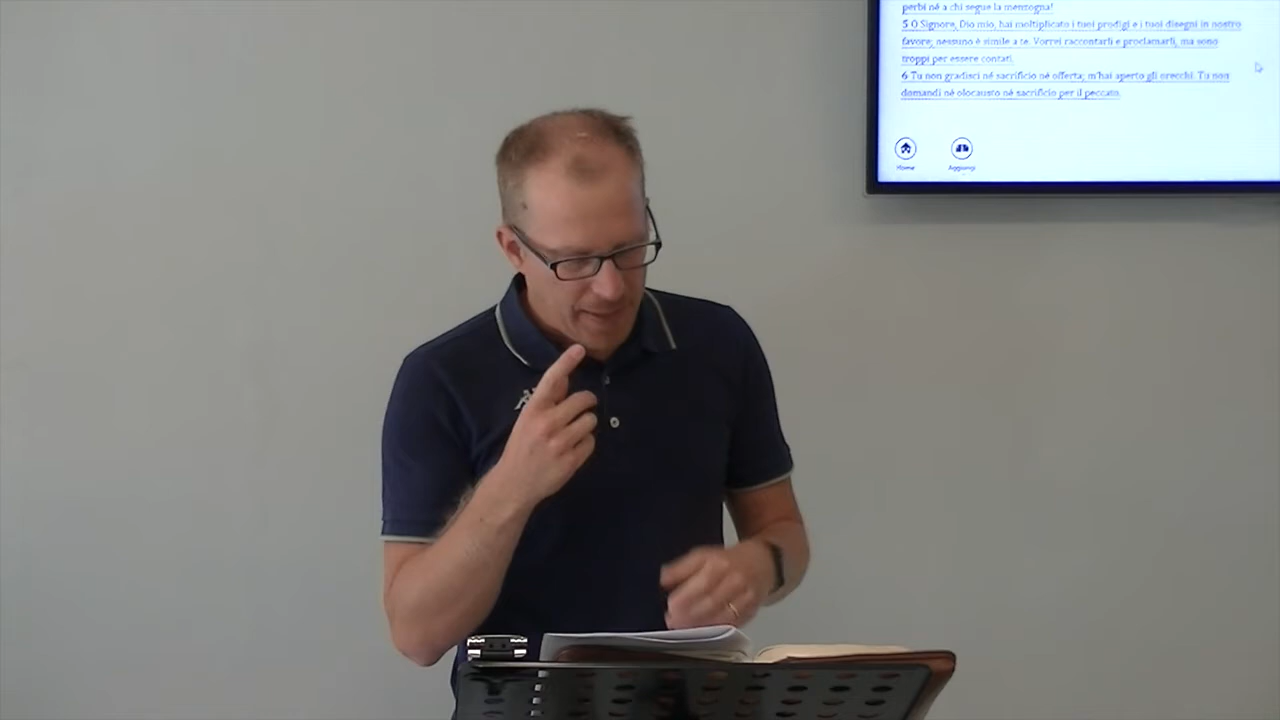 perbi né a chi segue la menzogna!
5 O Signore, Dio mio, hai moltiplicato i tuoi prodigi e i tuoi disegni in nostro
favore; nessuno è simile a te. Vorrei raccontarli e proclamarli, ma sono
troppi per essere contati.
6 Tu non gradisci né sacrificio né offerta; m'hai aperto gli orecchi. Tu non
domandi né olocausto né sacrificio per il peccato.
Home
Aggiungi